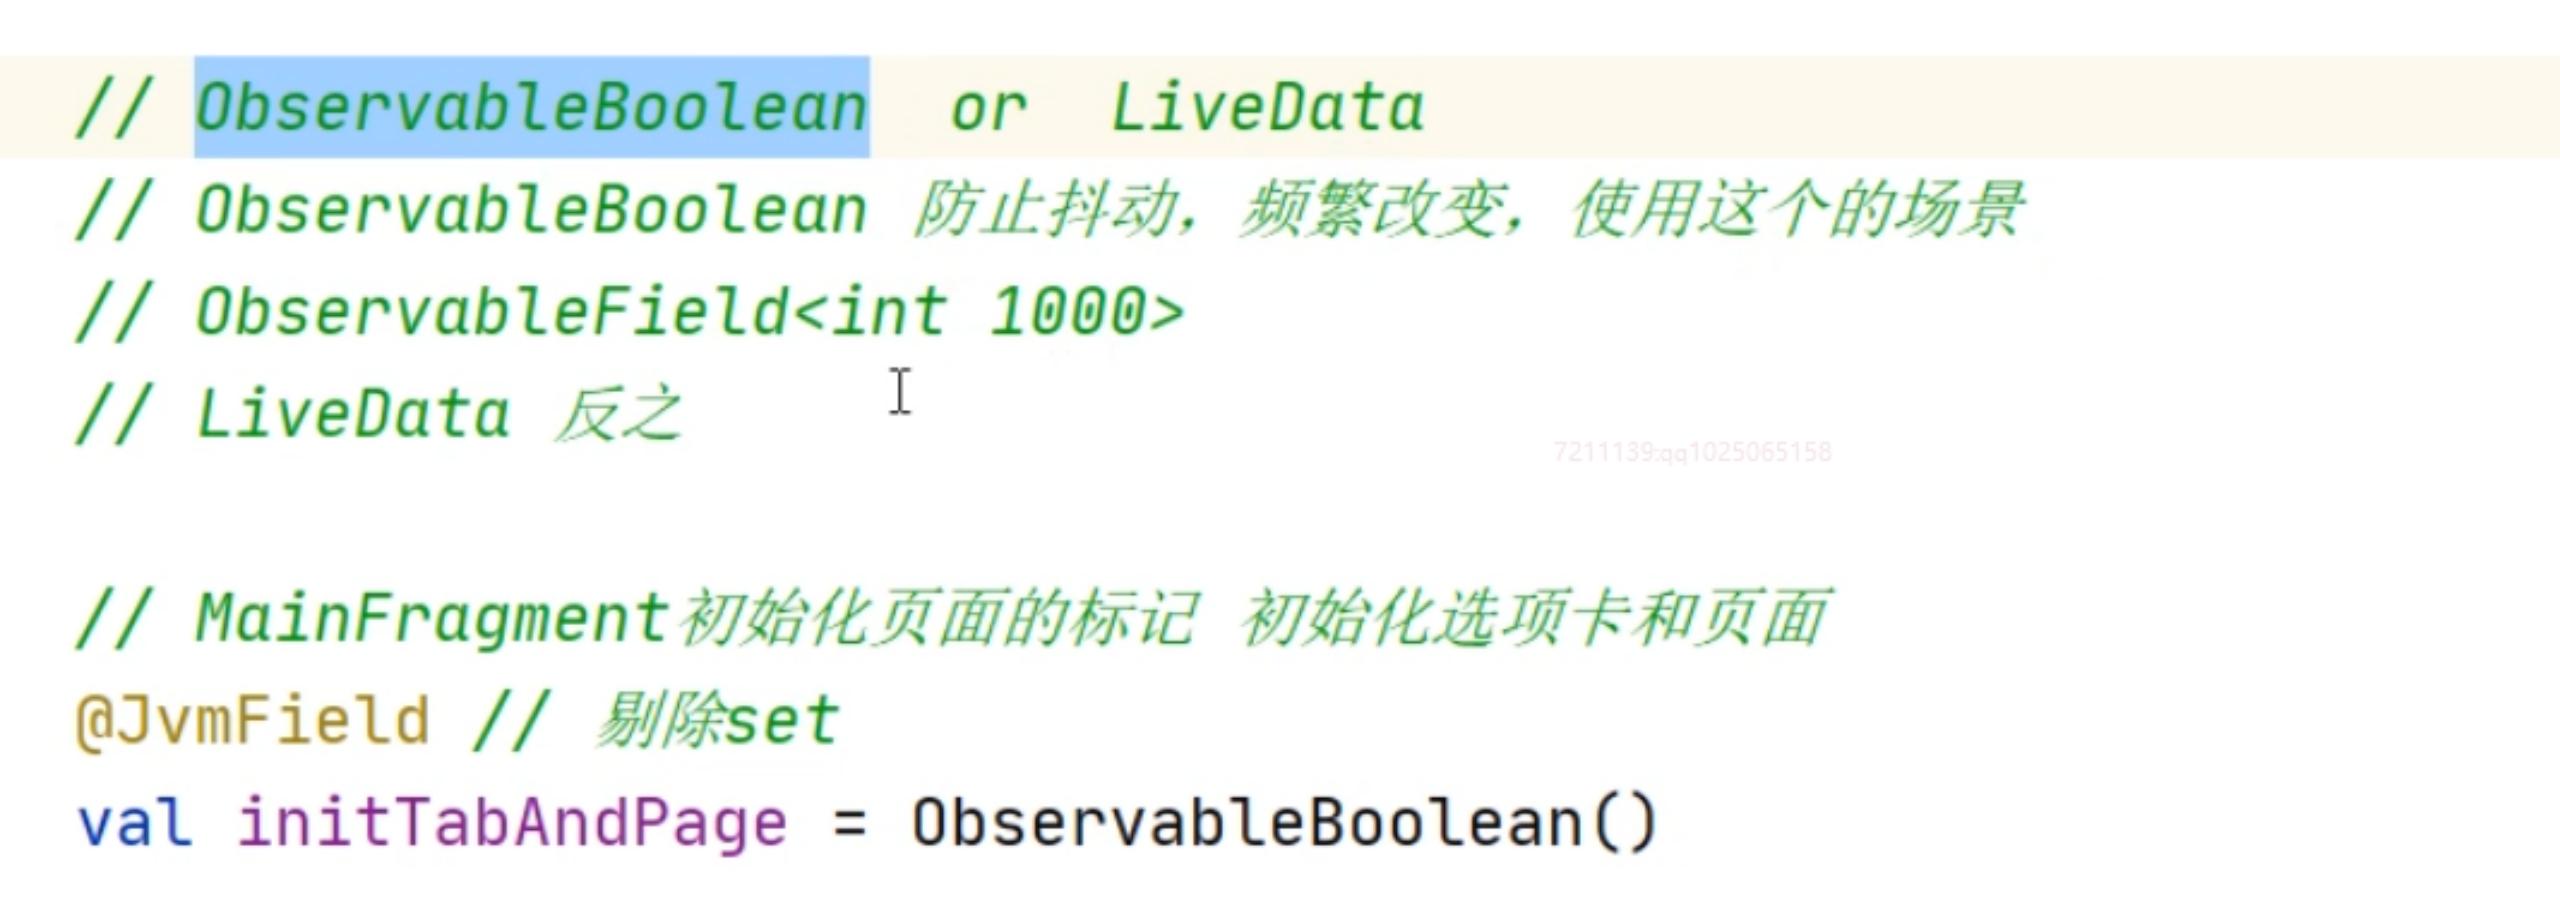 // ObservableBoolean  or  LiveData
// ObservableBoolean 防止抖动，频繁改变，使用这个的场景
// ObservableField<int 1000>
// LiveData 反之
7211139:qq1025065158
// MainFragment初始化页面的标记 初始化选项卡和页面
@JvmField // 剔除set
val initTabAndPage = ObservableBoolean()